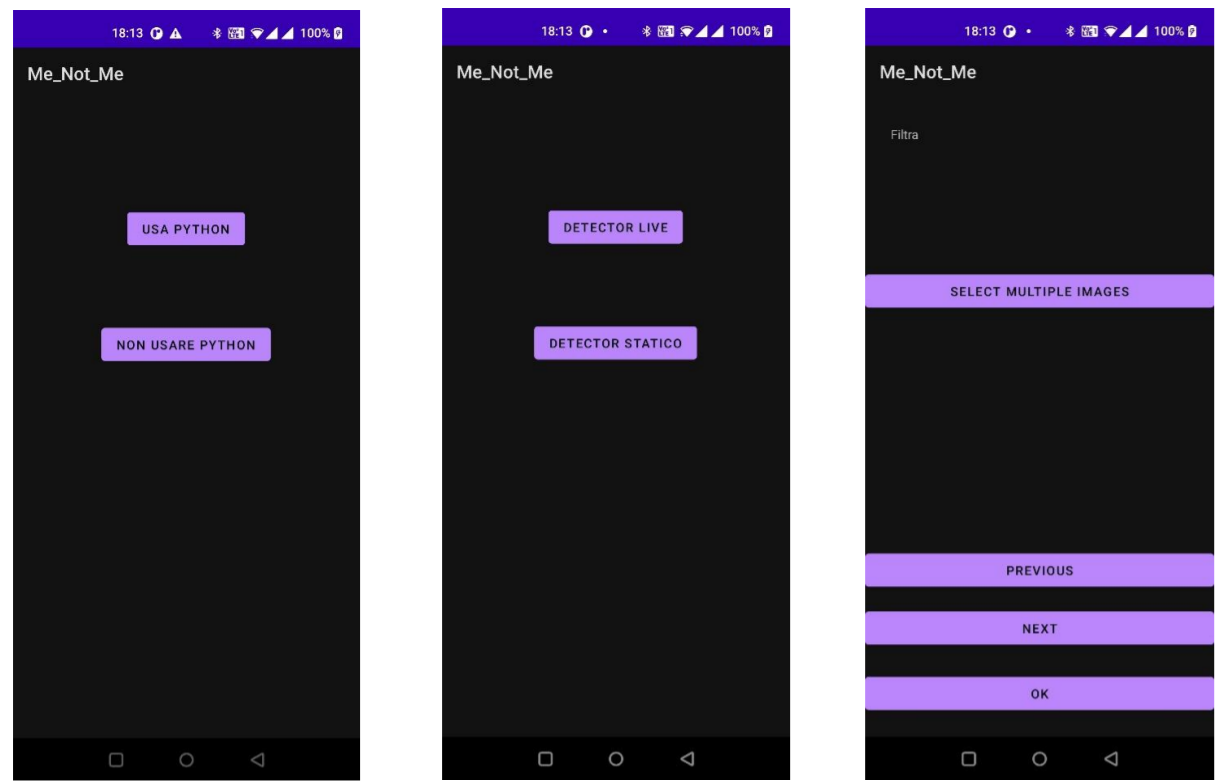 18:13 100%
Me_Not_Me
USA PYTHON
NON USARE PYTHON
18:13 100%
Me_Not_Me
DETECTOR LIVE
DETECTOR STATICO
18:13 100%
Me_Not_Me
Filtra
SELECT MULTIPLE IMAGES
PREVIOUS
NEXT
OK